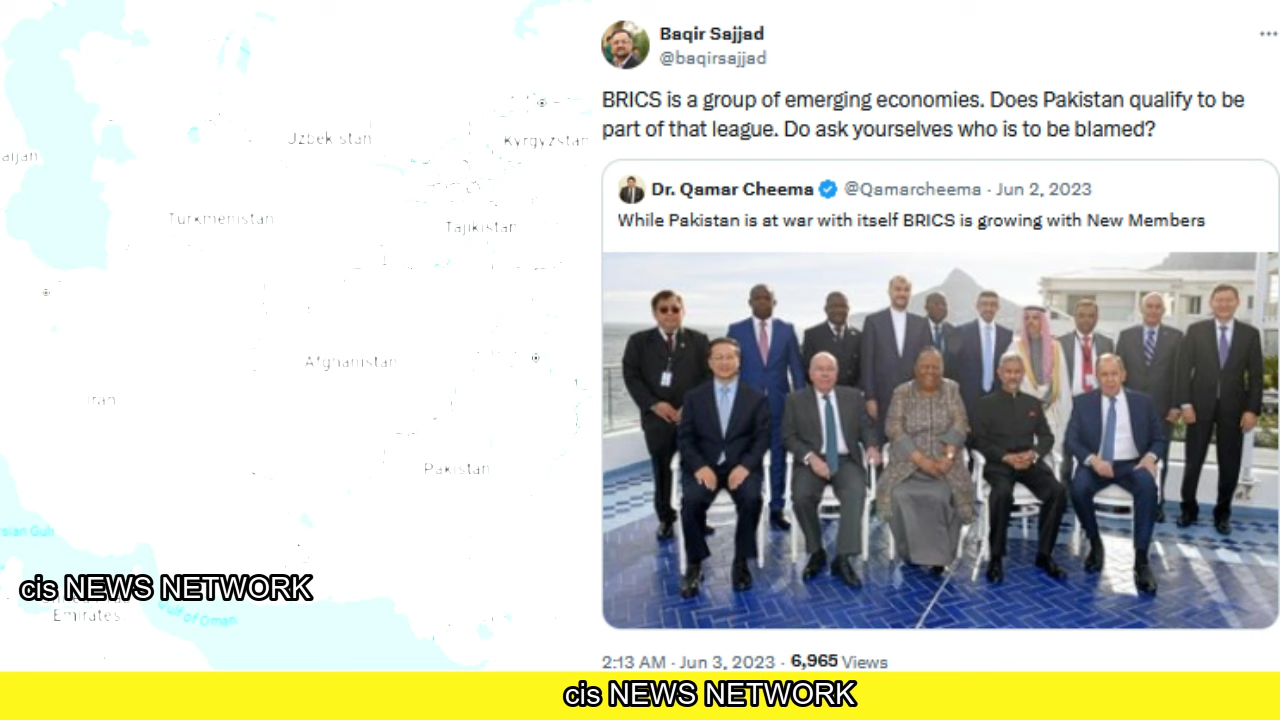 Baqir Sajjad
@baqirsajjad
BRICS is a group of emerging economies. Does Pakistan qualify to be
part of that league. Do ask yourselves who is to be blamed?
Dr. Qamar Cheema @Qamarcheema · Jun 2, 2023
While Pakistan is at war with itself BRICS is growing with New Members
2:13 AM · Jun 3, 2023 · 6,965 Views
Kyrgyzstan
Turkmenistan
Tajikistan
Afghanistan
Iran
Pakistan
cis NEWS NETWORK
Emirates
Gulf of Oman
cis NEWS NETWORK